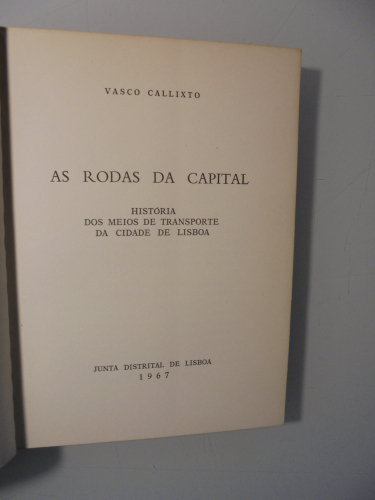 VASCO CALLIXTO
AS RODAS DA CAPITAL
HISTÓRIA
DOS MEIOS DE TRANSPORTE
DA CIDADE DE LISBOA
JUNTA DISTRITAL DE LISBOA
1967